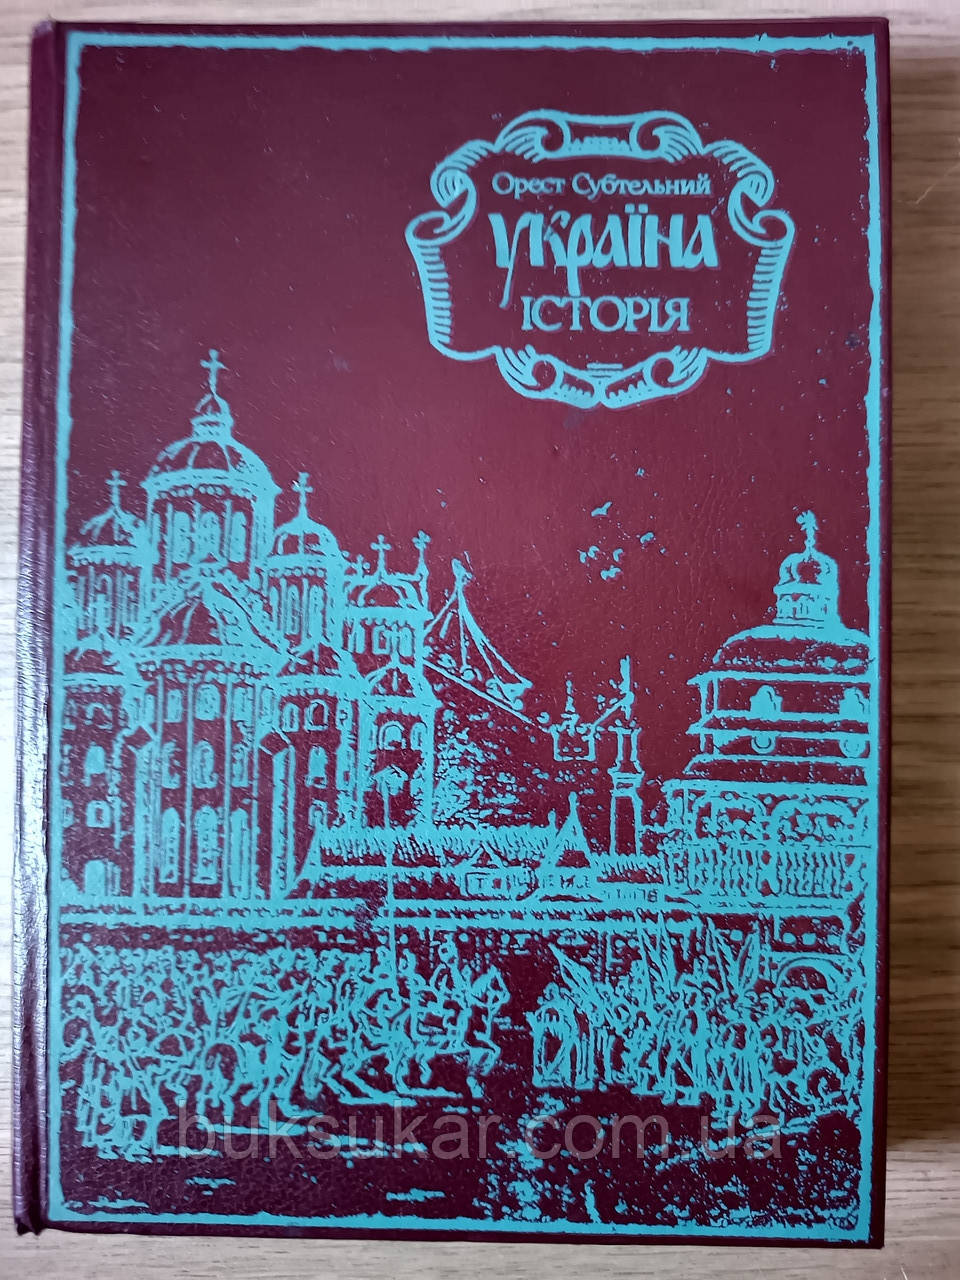 Орест Субтельний
Україна
ІСТОРІЯ
buksukar.com.ua